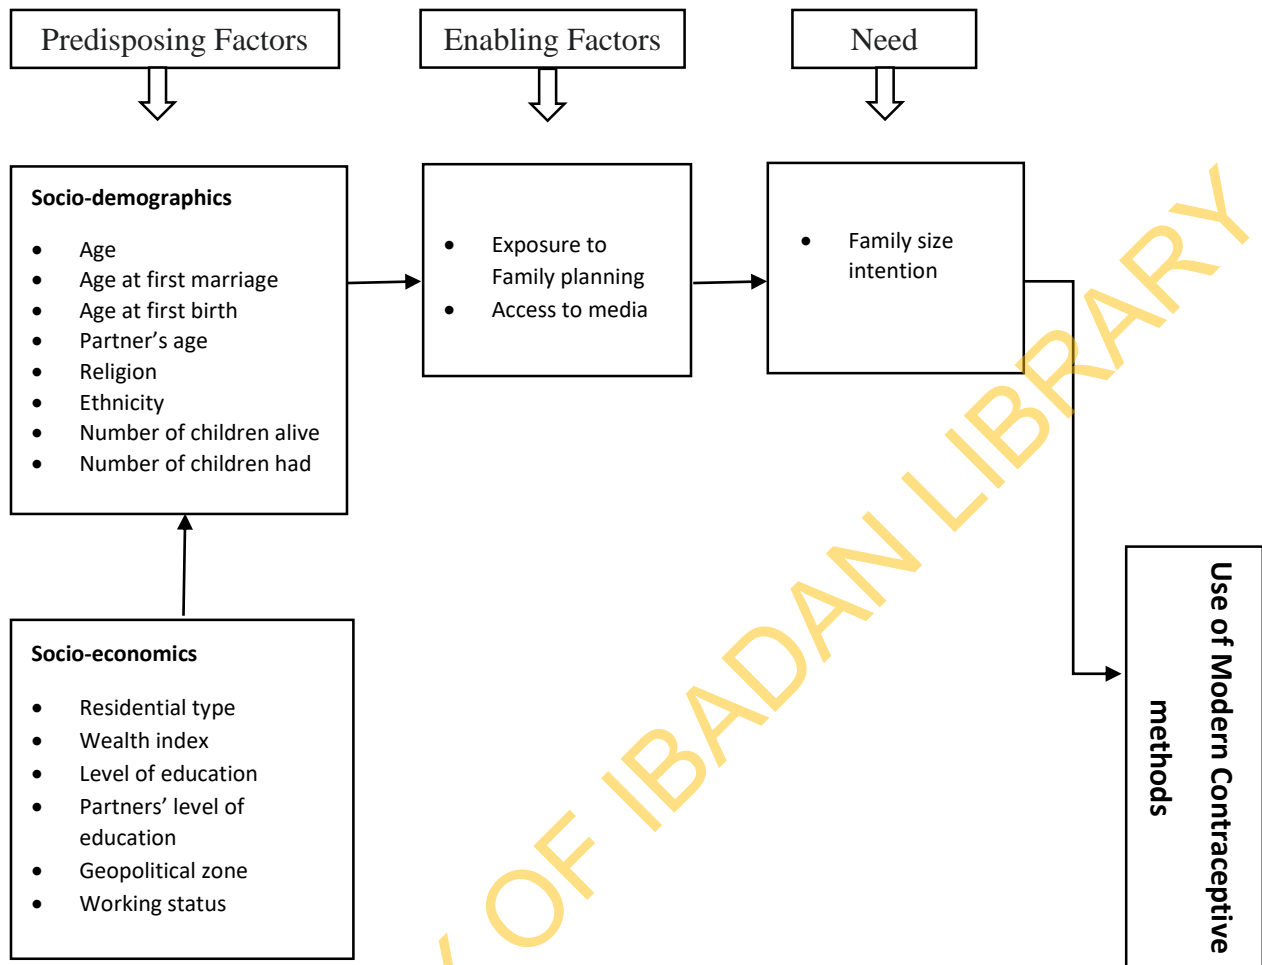 Predisposing Factors
Enabling Factors
Need
Socio-demographics
• Age
• Age at first marriage
• Age at first birth
• Partner’s age
• Religion
• Ethnicity
• Number of children alive
• Number of children had
• Exposure to
Family planning
• Access to media
• Family size
intention
Socio-economics
• Residential type
• Wealth index
• Level of education
• Partners’ level of
education
• Geopolitical zone
• Working status
Use of Modern Contraceptive
methods
Y OF IBADAN LIBRARY